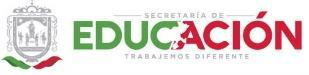 SECRETARÍA DE
EDUCACIÓN
TRABAJEMOS DIFERENTE